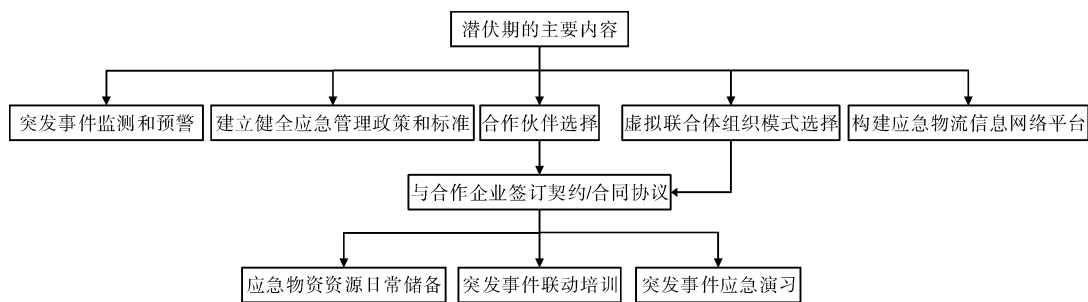 潜伏期的主要内容
突发事件监测和预警
建立健全应急管理政策和标准
合作伙伴选择
虚拟联合体组织模式选择
构建应急物流信息网络平台
与合作企业签订契约/合同协议
应急物资资源日常储备
突发事件联动培训
突发事件应急演习